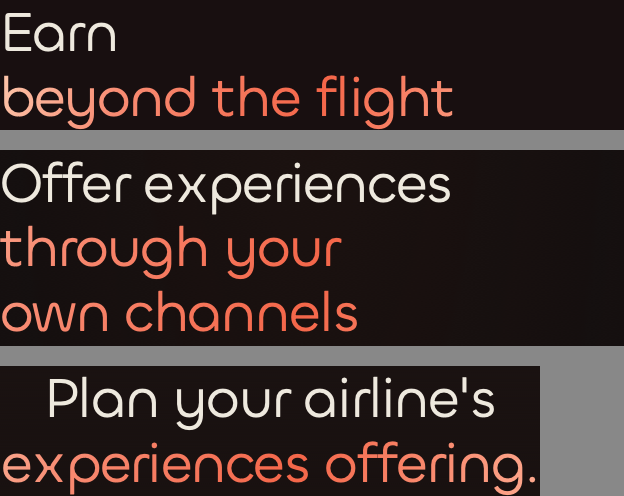 Earn
beyond the flight
Offer experiences
through your
own channels
Plan your airline's
experiences offering.